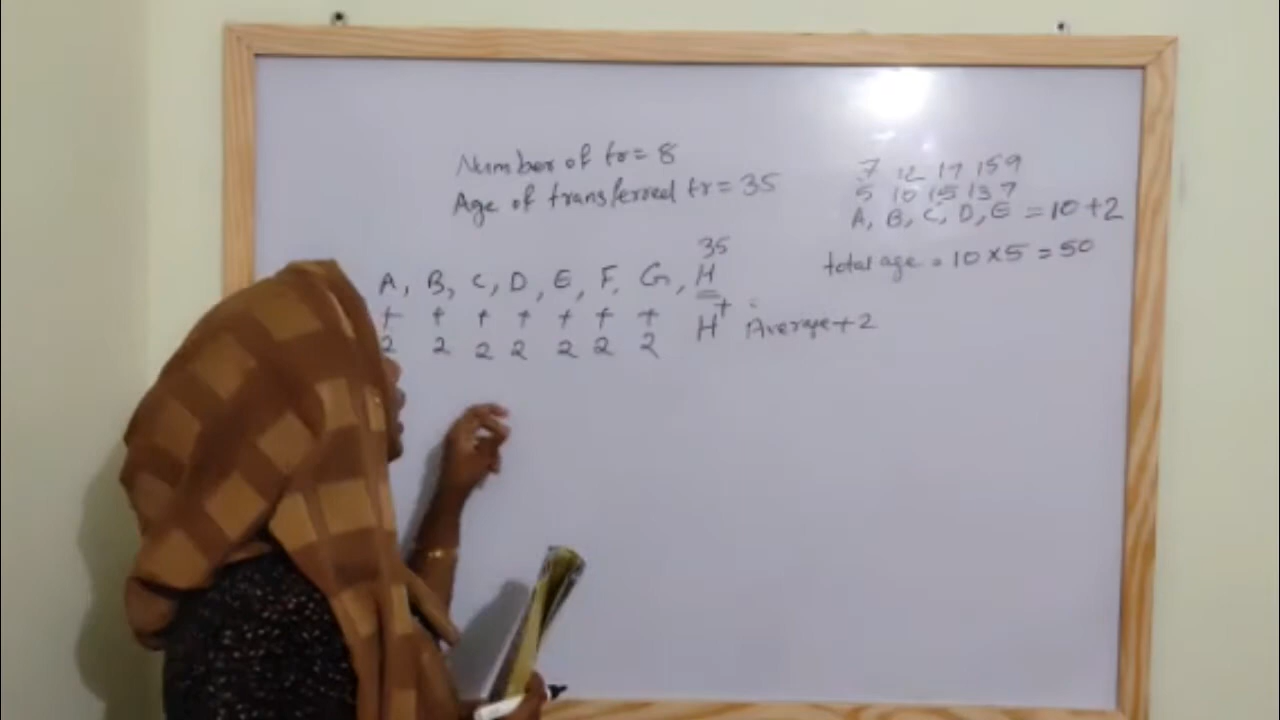 Number of tr = 8
Age of transferred tr = 35
35
A, B, C, D, E, F, G, H
+ + + + + + +
2 2 2 2 2 2 2 H + Average + 2
7 12 17 15 9
5 10 15 13 7
A, B, C, D, E = 10 + 2
total age = 10 × 5 = 50